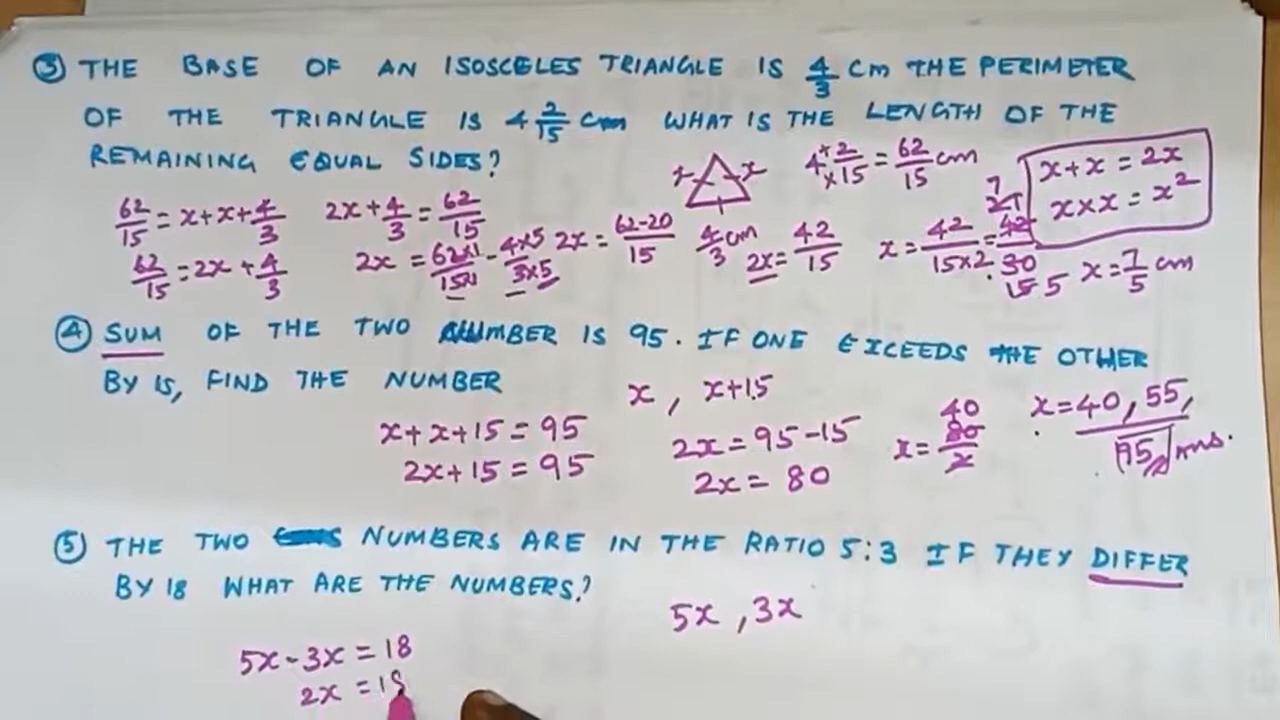 ③ THE BASE OF AN ISOSCELES TRIANGLE IS 4/3 cm THE PERIMETER
OF THE TRIANGLE IS 4 2/15 cm WHAT IS THE LENGTH OF THE
REMAINING EQUAL SIDES?
x x
4/3 cm
4 + 2/15 × = 62/15 cm
x + x = 2x
x × x = x²
62/15 = x + x + 4/3
62/15 = 2x + 4/3
2x + 4/3 = 62/15
2x = 62×1/15×1 - 4×5/3×5
2x = 62-20/15
2x = 42/15
x = 42/15×2 = 42/30
7
21
15 5
x = 7/5 cm
④ SUM OF THE TWO NUMBER IS 95. IF ONE EXCEEDS THE OTHER
BY 15, FIND THE NUMBER
x , x+15
x + x + 15 = 95
2x + 15 = 95
2x = 95 - 15
2x = 80
40
x = 80/2
x = 40, 55,
95
⑤ THE TWO NUMBERS ARE IN THE RATIO 5:3 IF THEY DIFFER
BY 18 WHAT ARE THE NUMBERS?
5x , 3x
5x - 3x = 18
2x = 18